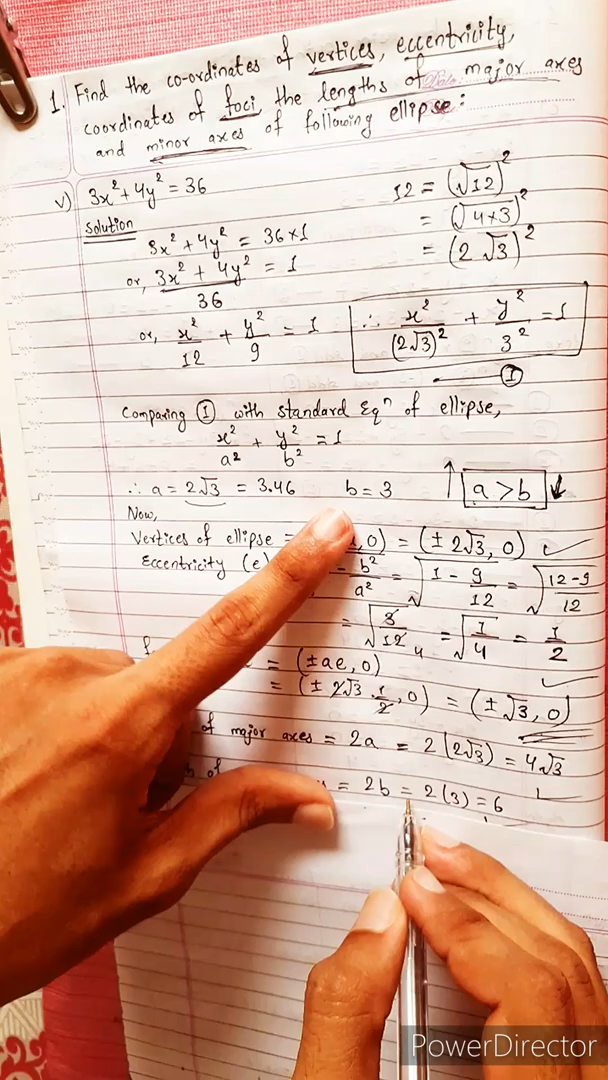 1. Find the co-ordinates of vertices, eccentricity,
coordinates of foci, the lengths of major axes
and minor axes of following ellipse:
v) 3x² + 4y² = 36
Solution
3x² + 4y² = 36×1
or, (3x² + 4y²)/36 = 1
or, x²/12 + y²/9 = 1
12 = (√12)²
= (√4×3)²
= (2√3)²
∴ x²/(2√3)² + y²/3² = 1
— ①
Comparing ① with standard Eqⁿ of ellipse,
x²/a² + y²/b² = 1
∴ a = 2√3 = 3.46 b = 3 ↑ a > b ↓
Now,
Vertices of ellipse = , 0) = (± 2√3, 0)
Eccentricity (e) b²/a² = √(1 - 9/12) = √((12-9)/12)
= √(3/12) 4 = √(1/4) = 1/2
= (±ae, 0)
= (± 2√3 · 1/2, 0) = (±√3, 0)
of major axes = 2a = 2(2√3) = 4√3
= 2b = 2(3) = 6
PowerDirector